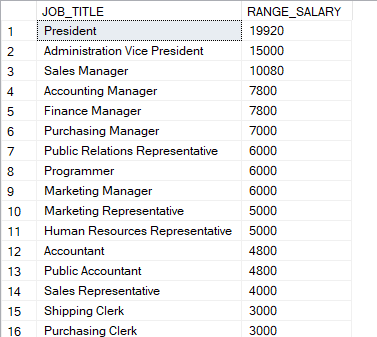 JOB_TITLE RANGE_SALARY
1 President 19920
2 Administration Vice President 15000
3 Sales Manager 10080
4 Accounting Manager 7800
5 Finance Manager 7800
6 Purchasing Manager 7000
7 Public Relations Representative 6000
8 Programmer 6000
9 Marketing Manager 6000
10 Marketing Representative 5000
11 Human Resources Representative 5000
12 Accountant 4800
13 Public Accountant 4800
14 Sales Representative 4000
15 Shipping Clerk 3000
16 Purchasing Clerk 3000